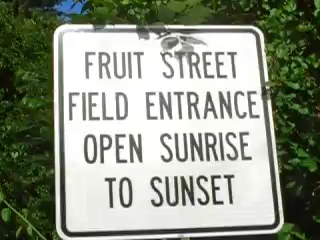 FRUIT STREET
FIELD ENTRANCE
OPEN SUNRISE
TO SUNSET